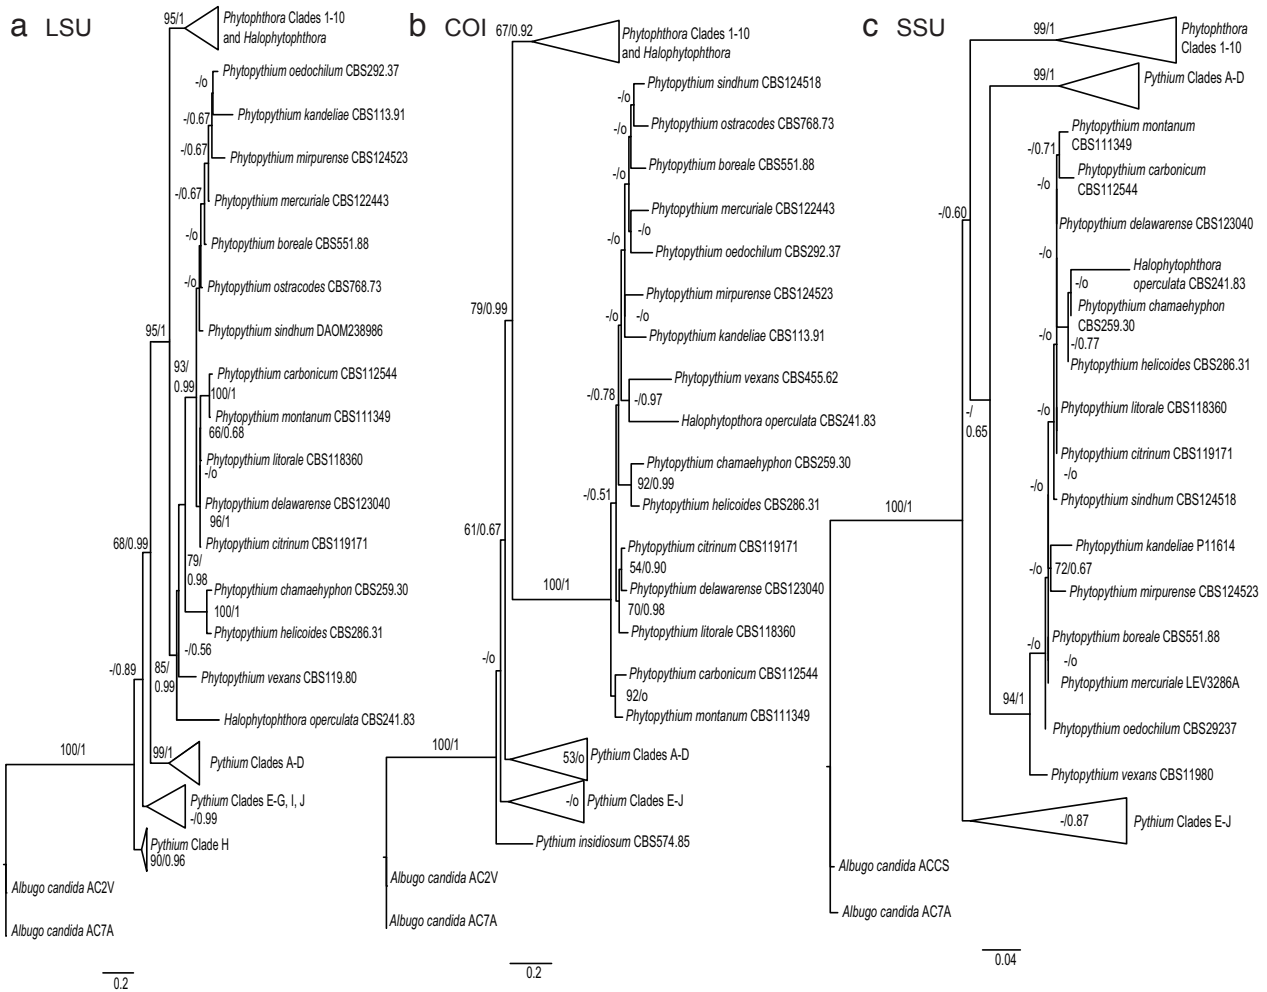 a LSU
95/1
Phytophthora Clades 1-10
and Halophytophthora
Phytopythium oedochilum CBS292.37
-/o
Phytopythium kandeliae CBS113.91
-/0.67
Phytopythium mirpurense CBS124523
-/0.67
Phytopythium mercuriale CBS122443
-/0.67
Phytopythium boreale CBS551.88
-/o
Phytopythium ostracodes CBS768.73
-/o
Phytopythium sindhum DAOM238986
95/1
93/
0.99
Phytopythium carbonicum CBS112544
100/1
Phytopythium montanum CBS111349
66/0.68
Phytopythium litorale CBS118360
-/o
Phytopythium delawarense CBS123040
96/1
Phytopythium citrinum CBS119171
68/0.99
79/
0.98
Phytopythium chamaehyphon CBS259.30
100/1
Phytopythium helicoides CBS286.31
-/0.56
Phytopythium vexans CBS119.80
-/0.89
85/
0.99
Halophytophthora operculata CBS241.83
100/1
99/1
Pythium Clades A-D
Pythium Clades E-G, I, J
-/0.99
Pythium Clade H
90/0.96
Albugo candida AC2V
Albugo candida AC7A
0.2
b COI
67/0.92
Phytophthora Clades 1-10
and Halophytophthora
Phytopythium sindhum CBS124518
-/o
Phytopythium ostracodes CBS768.73
-/o
Phytopythium boreale CBS551.88
-/o
Phytopythium mercuriale CBS122443
-/o
-/o
Phytopythium oedochilum CBS292.37
Phytopythium mirpurense CBS124523
-/o
-/o
Phytopythium kandeliae CBS113.91
79/0.99
Phytopythium vexans CBS455.62
-/0.78
-/0.97
Halophytopthora operculata CBS241.83
Phytopythium chamaehyphon CBS259.30
92/0.99
-/0.51
Phytopythium helicoides CBS286.31
61/0.67
Phytopythium citrinum CBS119171
54/0.90
100/1
Phytopythium delawarense CBS123040
70/0.98
Phytopythium litorale CBS118360
-/o
Phytopythium carbonicum CBS112544
92/o
Phytopythium montanum CBS111349
100/1
53/o
Pythium Clades A-D
-/o
Pythium Clades E-J
Pythium insidiosum CBS574.85
Albugo candida AC2V
Albugo candida AC7A
0.2
c SSU
99/1
Phytophthora
Clades 1-10
99/1
Pythium Clades A-D
Phytopythium montanum
CBS111349
-/0.71
Phytopythium carbonicum
CBS112544
-/o
-/0.60
Phytopythium delawarense CBS123040
-/o
Halophytophthora
operculata CBS241.83
-/o
Phytopythium chamaehyphon
CBS259.30
-/o
-/0.77
Phytopythium helicoides CBS286.31
-/
0.65
-/o
Phytopythium litorale CBS118360
Phytopythium citrinum CBS119171
-/o
-/o
Phytopythium sindhum CBS124518
100/1
Phytopythium kandeliae P11614
-/o
72/0.67
Phytopythium mirpurense CBS124523
-/o
Phytopythium boreale CBS551.88
-/o
Phytopythium mercuriale LEV3286A
94/1
Phytopythium oedochilum CBS29237
Phytopythium vexans CBS11980
-/0.87
Pythium Clades E-J
Albugo candida ACCS
Albugo candida AC7A
0.04